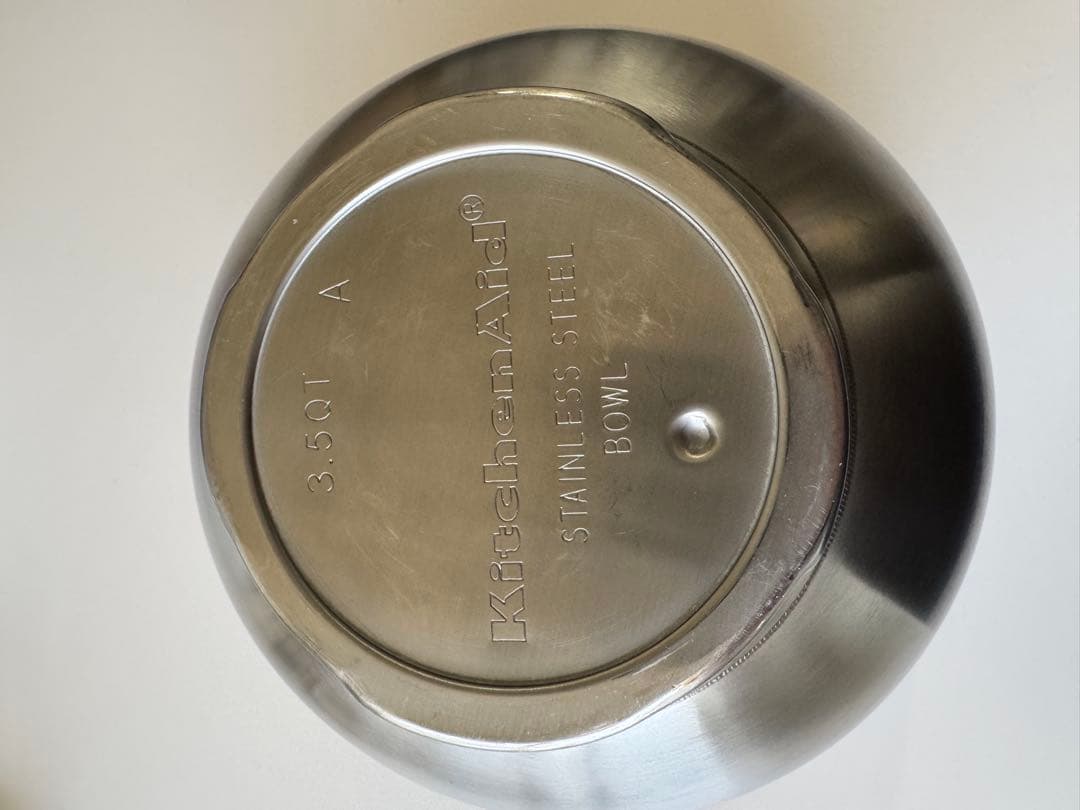 3.5QT A
KitchenAid®
STAINLESS STEEL
BOWL